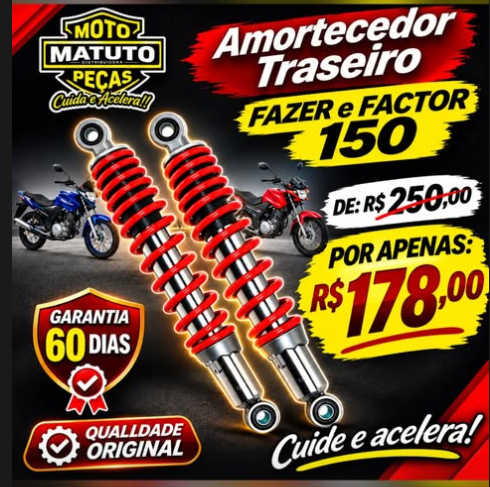 MOTO
MATUTO
DISTRIBUIDORA
PEÇAS
Cuida e Acelera!!
Amortecedor
Traseiro
FAZER e FACTOR
150
DE: R$ 250,00
POR APENAS:
R$178,00
GARANTIA
60 DIAS
QUALLDADE
ORIGINAL
Cuide e acelera!